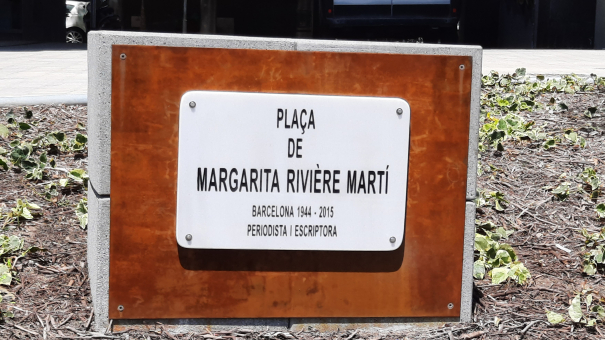 PLAÇA
DE
MARGARITA RIVIÈRE MARTÍ
BARCELONA 1944 - 2015
PERIODISTA I ESCRIPTORA